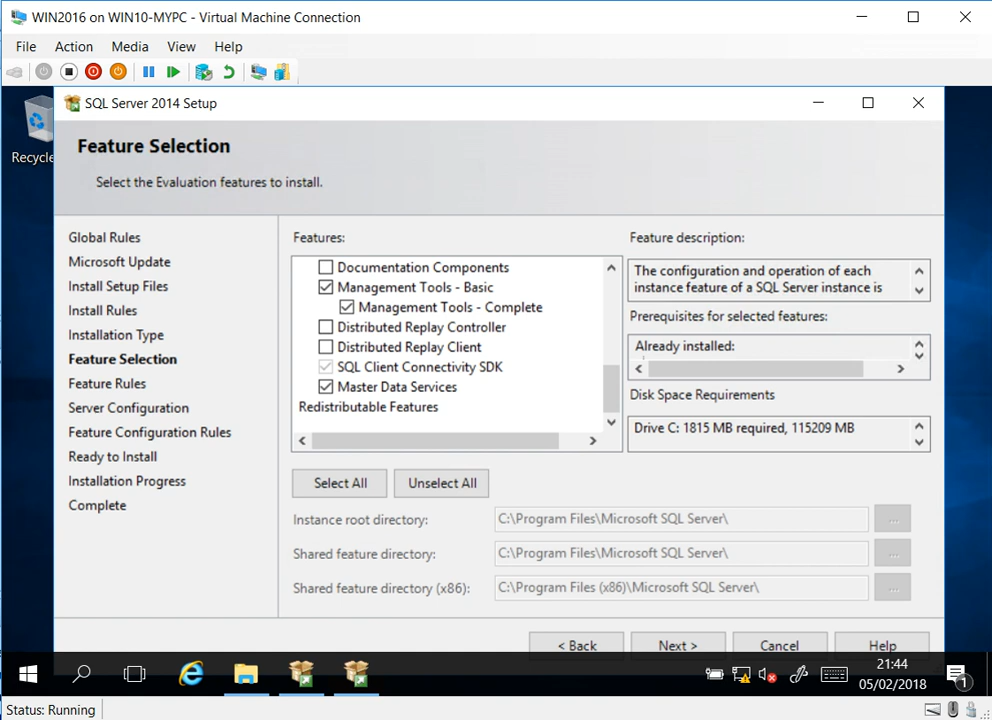 WIN2016 on WIN10-MYPC - Virtual Machine Connection
File Action Media View Help
Recycle
SQL Server 2014 Setup
Feature Selection
Select the Evaluation features to install.
Global Rules
Microsoft Update
Install Setup Files
Install Rules
Installation Type
Feature Selection
Feature Rules
Server Configuration
Feature Configuration Rules
Ready to Install
Installation Progress
Complete
Features:
Documentation Components
Management Tools - Basic
Management Tools - Complete
Distributed Replay Controller
Distributed Replay Client
SQL Client Connectivity SDK
Master Data Services
Redistributable Features
Feature description:
The configuration and operation of each
instance feature of a SQL Server instance is
Prerequisites for selected features:
Already installed:
Disk Space Requirements
Drive C: 1815 MB required, 115209 MB
Select All Unselect All
Instance root directory: C:\Program Files\Microsoft SQL Server\ ...
Shared feature directory: C:\Program Files\Microsoft SQL Server\ ...
Shared feature directory (x86): C:\Program Files (x86)\Microsoft SQL Server\ ...
< Back Next > Cancel Help
21:44
05/02/2018
1
Status: Running